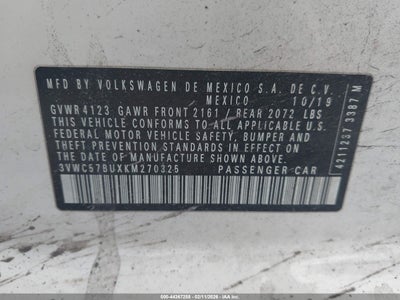 MFD BY VOLKSWAGEN DE MEXICO S.A. DE C.V.
MEXICO 10/19
GVWR 4123 GAWR FRONT 2161 / REAR 2072 LBS
THIS VEHICLE CONFORMS TO ALL APPLICABLE
FEDERAL MOTOR VEHICLE SAFETY, BUMPER AND
THEFT PREVENTION STANDARDS IN EFFECT ON
THE DATE OF MANUFACTURE SHOWN ABOVE.
3VWC57BUXKM270325 PASSENGER CAR